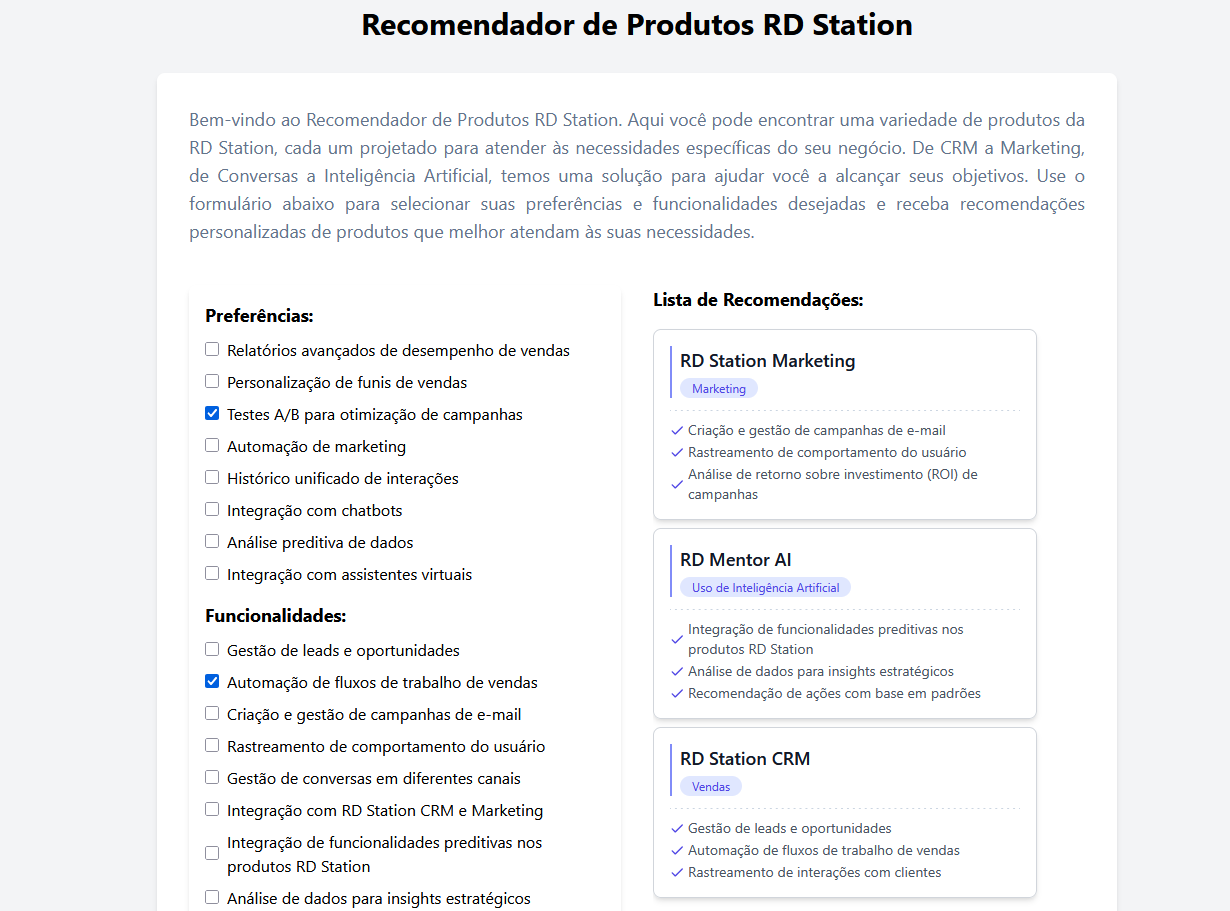 Recomendador de Produtos RD Station
Bem-vindo ao Recomendador de Produtos RD Station. Aqui você pode encontrar uma variedade de produtos da
RD Station, cada um projetado para atender às necessidades específicas do seu negócio. De CRM a Marketing,
de Conversas a Inteligência Artificial, temos uma solução para ajudar você a alcançar seus objetivos. Use o
formulário abaixo para selecionar suas preferências e funcionalidades desejadas e receba recomendações
personalizadas de produtos que melhor atendam às suas necessidades.
Preferências:
Relatórios avançados de desempenho de vendas
Personalização de funis de vendas
Testes A/B para otimização de campanhas
Automação de marketing
Histórico unificado de interações
Integração com chatbots
Análise preditiva de dados
Integração com assistentes virtuais
Funcionalidades:
Gestão de leads e oportunidades
Automação de fluxos de trabalho de vendas
Criação e gestão de campanhas de e-mail
Rastreamento de comportamento do usuário
Gestão de conversas em diferentes canais
Integração com RD Station CRM e Marketing
Integração de funcionalidades preditivas nos
produtos RD Station
Análise de dados para insights estratégicos
Lista de Recomendações:
RD Station Marketing
Marketing
Criação e gestão de campanhas de e-mail
Rastreamento de comportamento do usuário
Análise de retorno sobre investimento (ROI) de
campanhas
RD Mentor AI
Uso de Inteligência Artificial
Integração de funcionalidades preditivas nos
produtos RD Station
Análise de dados para insights estratégicos
Recomendação de ações com base em padrões
RD Station CRM
Vendas
Gestão de leads e oportunidades
Automação de fluxos de trabalho de vendas
Rastreamento de interações com clientes